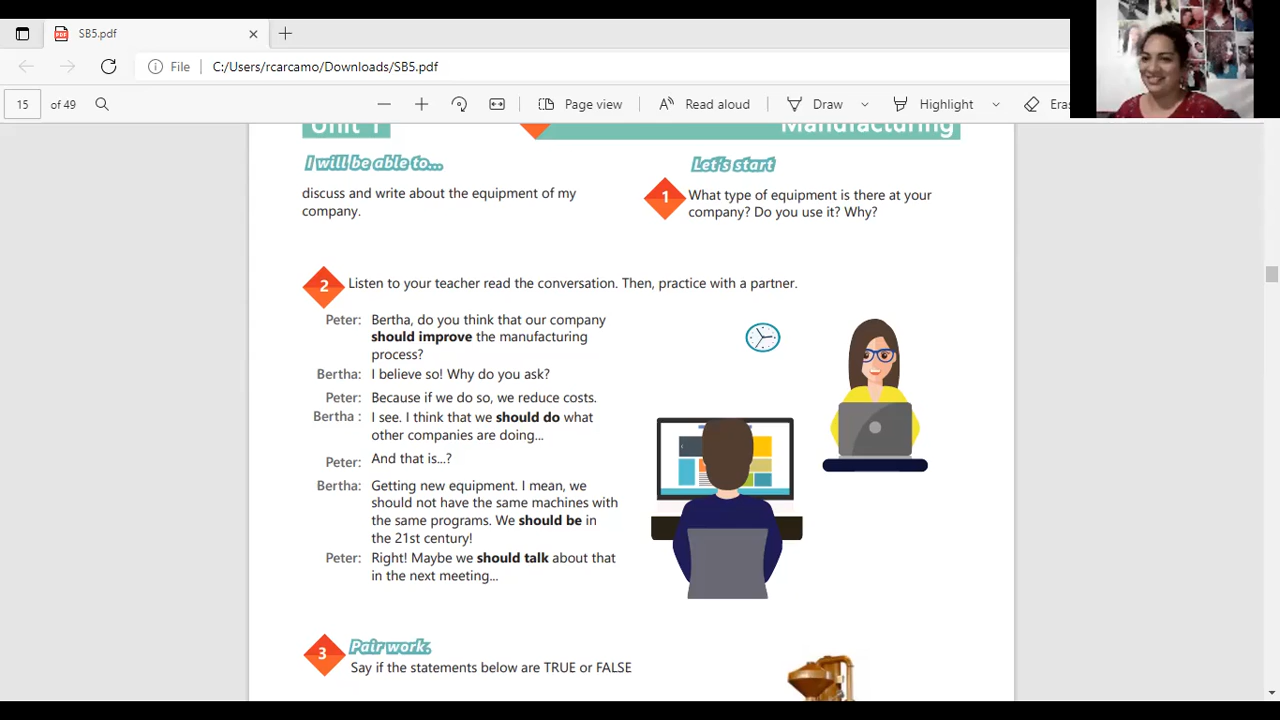 SB5.pdf
File
C:/Users/rcarcamo/Downloads/SB5.pdf
15
of 49
Page view
Read aloud
Draw
Highlight
Unit 1
Manufacturing
I will be able to...
Let's start
discuss and write about the equipment of my
company.
1
What type of equipment is there at your
company? Do you use it? Why?
2
Listen to your teacher read the conversation. Then, practice with a partner.
Peter: Bertha, do you think that our company
should improve the manufacturing
process?
Bertha: I believe so! Why do you ask?
Peter: Because if we do so, we reduce costs.
Bertha : I see. I think that we should do what
other companies are doing...
Peter: And that is...?
Bertha: Getting new equipment. I mean, we
should not have the same machines with
the same programs. We should be in
the 21st century!
Peter: Right! Maybe we should talk about that
in the next meeting...
3
Pair work.
Say if the statements below are TRUE or FALSE